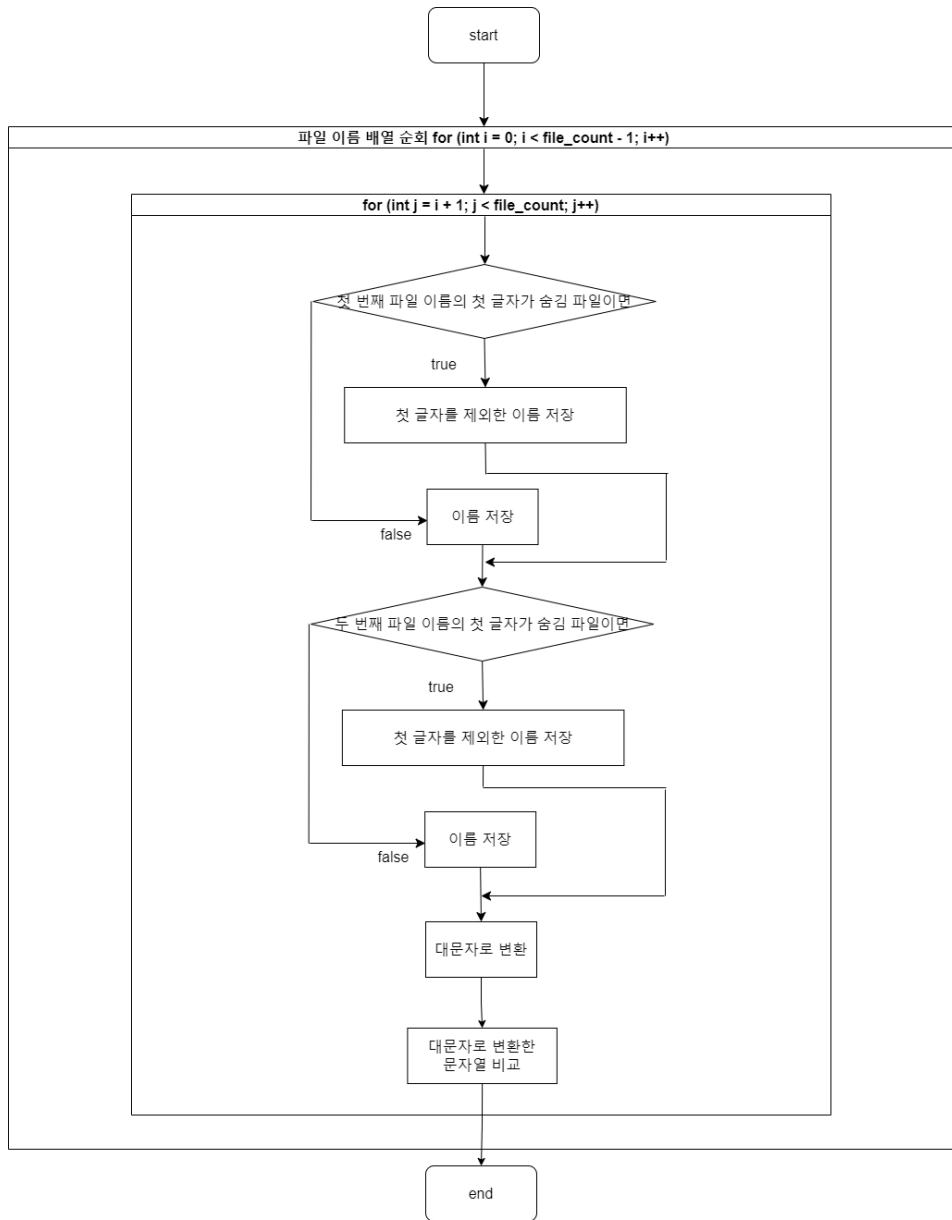 start
파일 이름 배열 순회 for (int i = 0; i < file_count - 1; i++)
for (int j = i + 1; j < file_count; j++)
첫 번째 파일 이름의 첫 글자가 숨김 파일이면
true
첫 글자를 제외한 이름 저장
이름 저장
false
두 번째 파일 이름의 첫 글자가 숨김 파일이면
true
첫 글자를 제외한 이름 저장
이름 저장
false
대문자로 변환
대문자로 변환한
문자열 비교
end